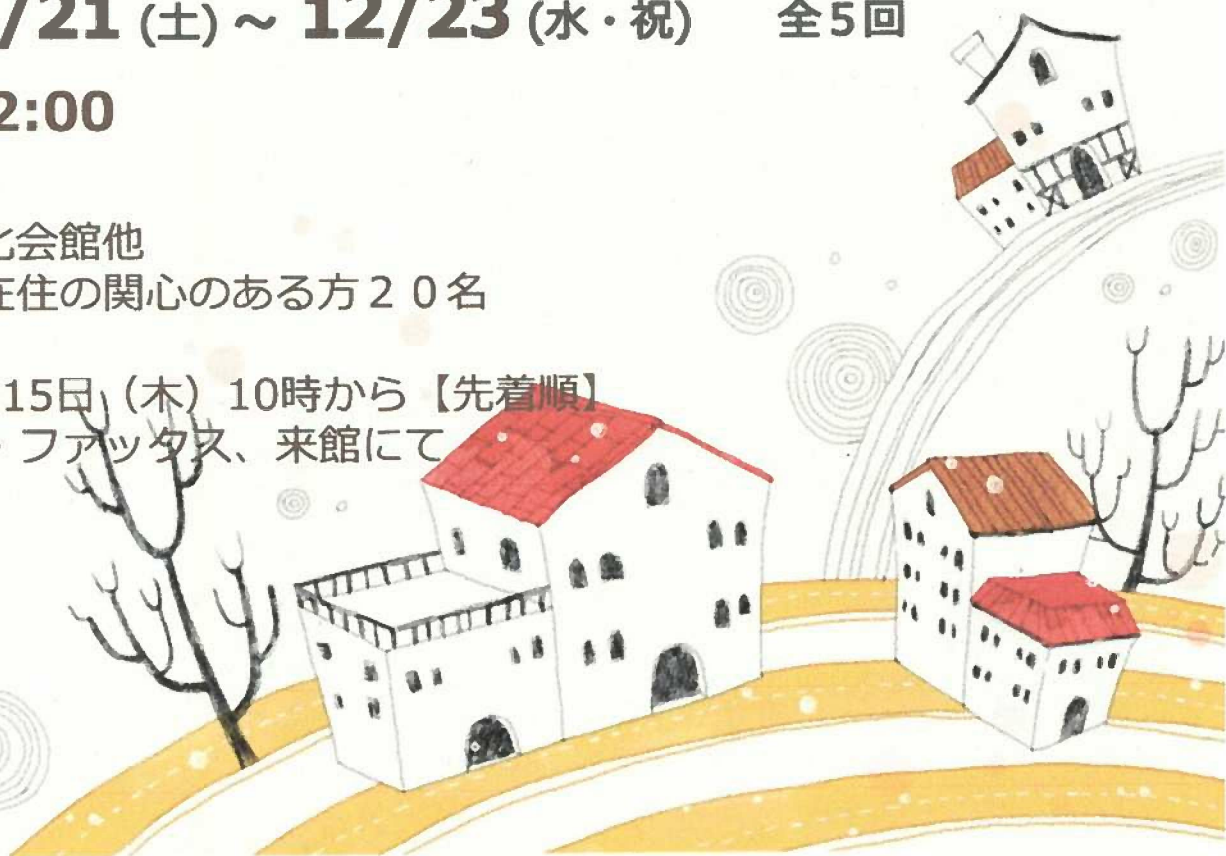 /21 (土) ～ 12/23 (水・祝) 全5回
2:00
会館他
在住の関心のある方２０名
15日（木）10時から【先着順】
・ファックス、来館にて